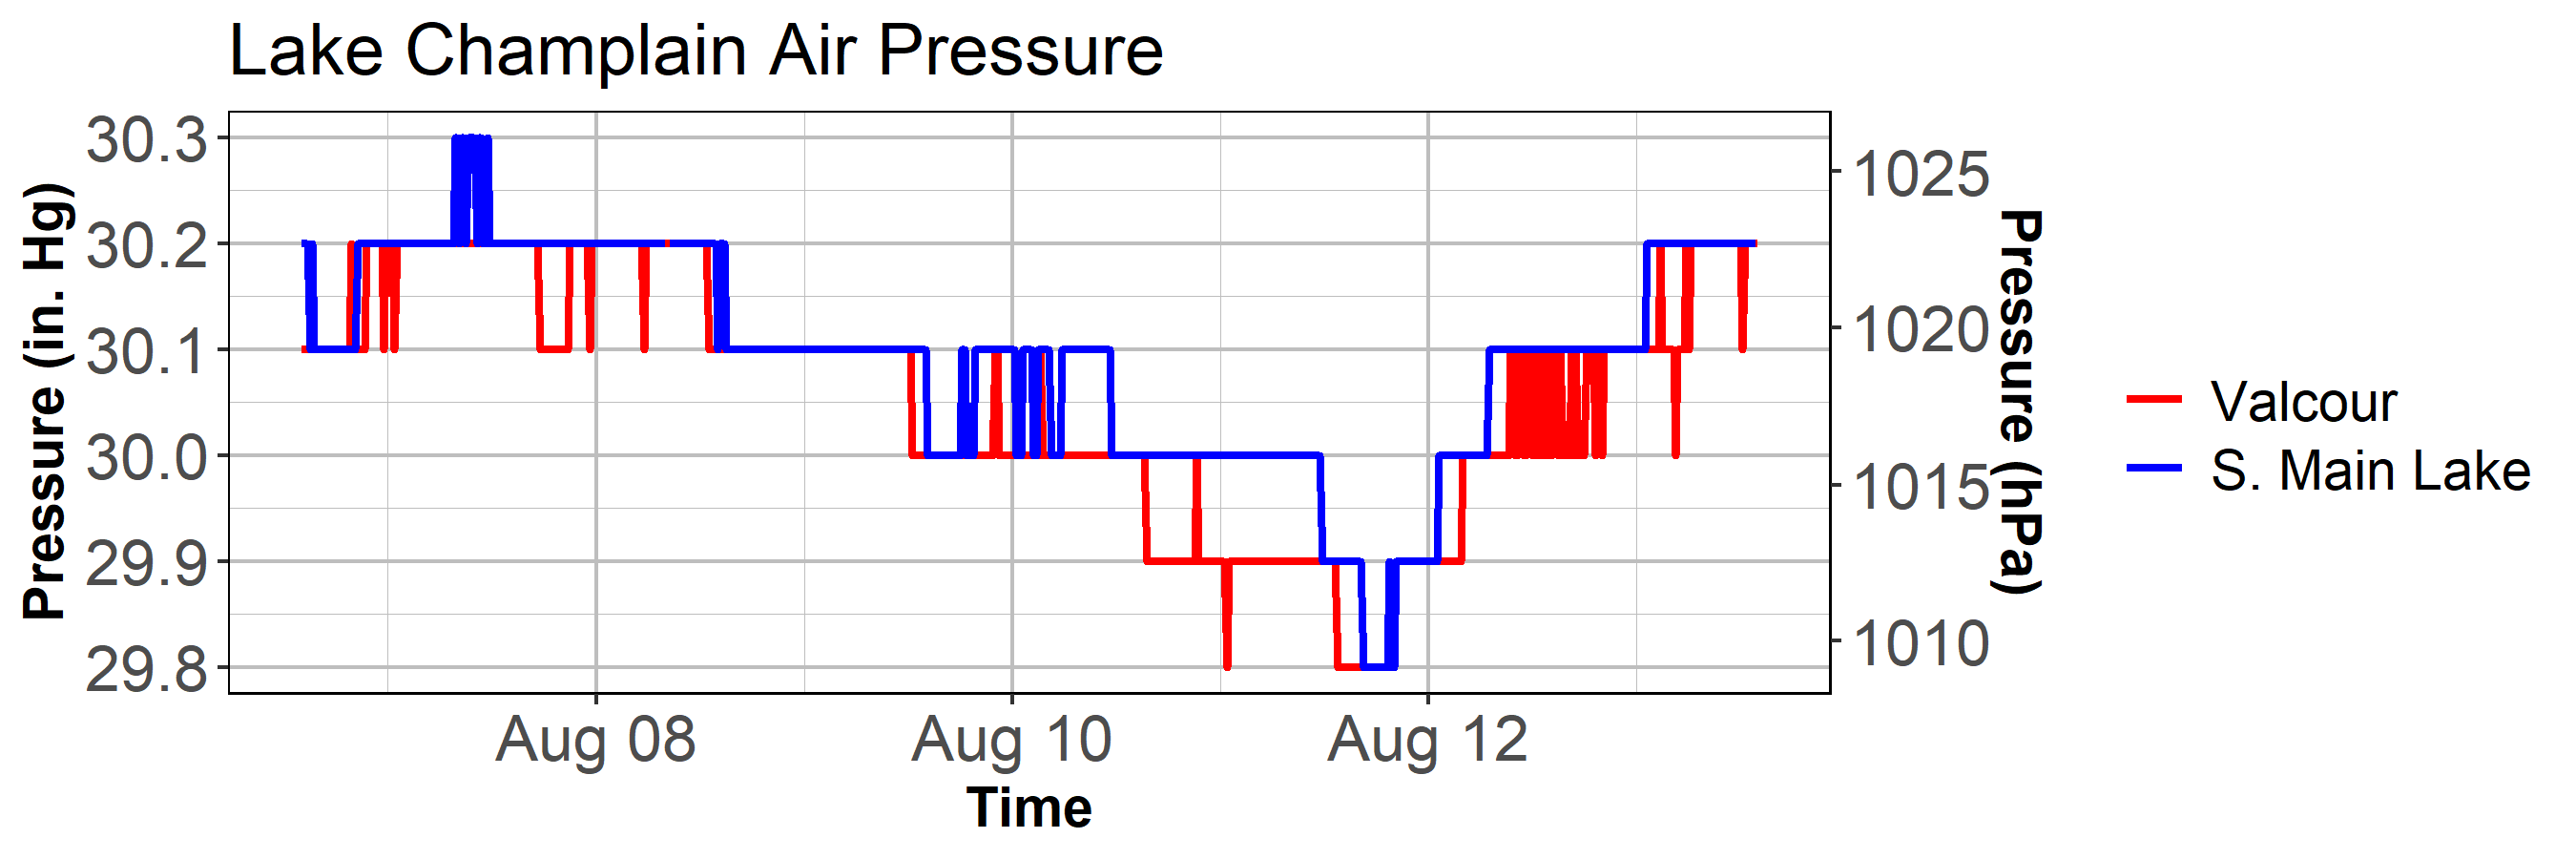 Lake Champlain Air Pressure
Pressure (in. Hg)
30.3
30.2
30.1
30.0
29.9
29.8
1025
1020
1015
1010
Pressure (hPa)
Aug 08
Aug 10
Aug 12
Time
Valcour
S. Main Lake